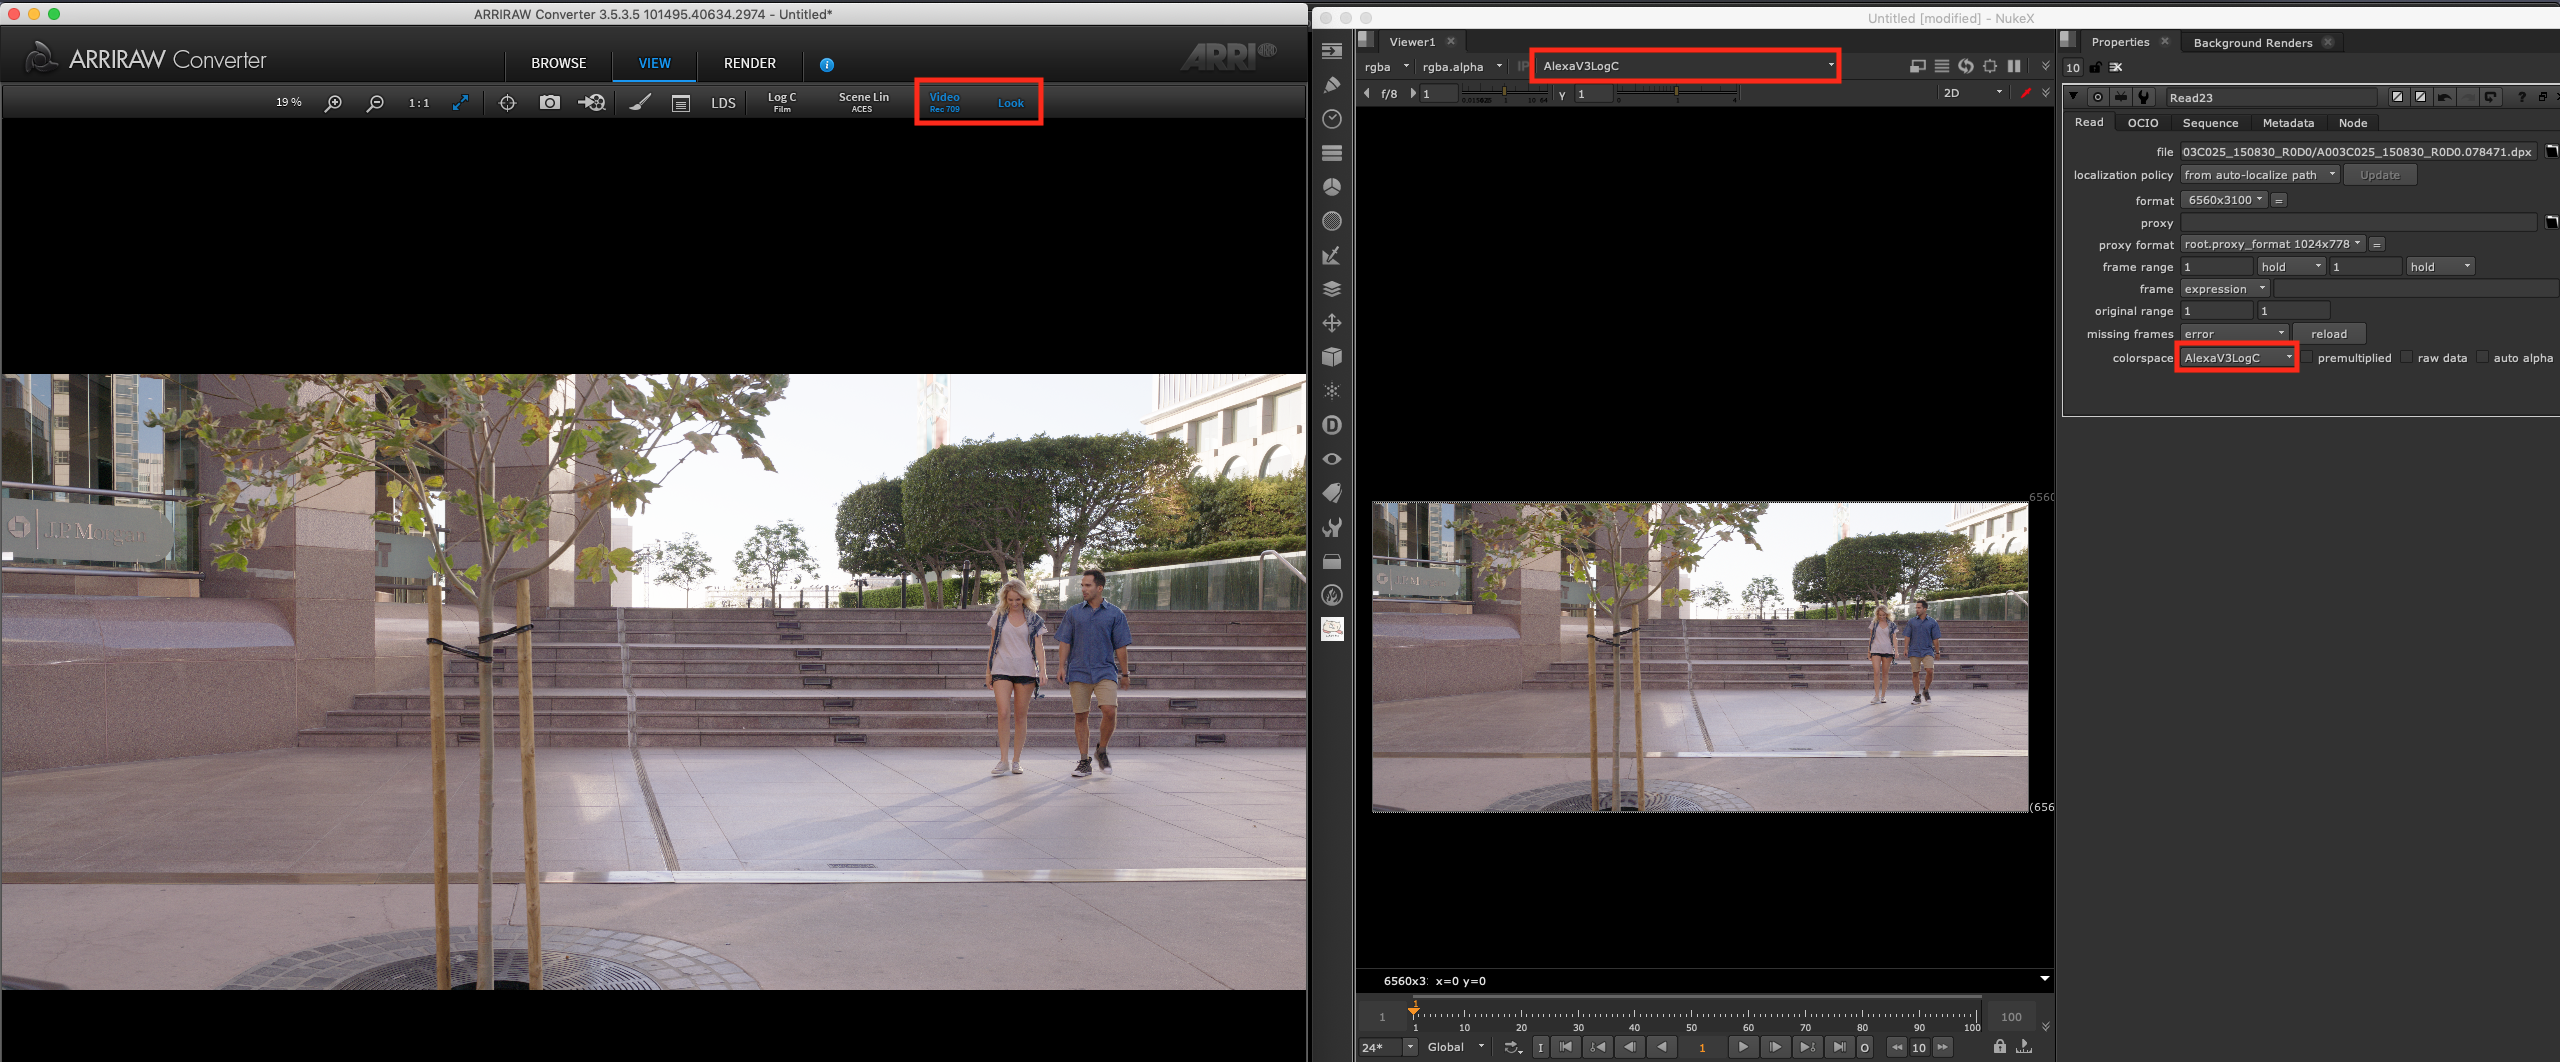 ARRIRAW Converter 3.5.3.5 101495.40634.2974 - Untitled*
ARRIRAW Converter
BROWSE
VIEW
RENDER
i
ARRI
19 %
1:1
LDS
Log C
Film
Scene Lin
ACES
Video
Rec 709
Look
J.P.Morgan
Untitled [modified] - NukeX
Viewer1
rgba
rgba.alpha
IP
AlexaV3LogC
f/8
1
γ
1
2D
6560
J.P.Morgan
(656
6560x3: x=0 y=0
1
1
1
10
20
30
40
50
60
70
80
90
100
100
24*
Global
I
1
O
10
D
Properties
Background Renders
10
Read23
?
Read
OCIO
Sequence
Metadata
Node
file
03C025_150830_R0D0/A003C025_150830_R0D0.078471.dpx
localization policy
from auto-localize path
Update
format
6560x3100
=
proxy
proxy format
root.proxy_format 1024x778
=
frame range
1
hold
1
hold
frame
expression
original range
1
1
missing frames
error
reload
colorspace
AlexaV3LogC
premultiplied
raw data
auto alpha